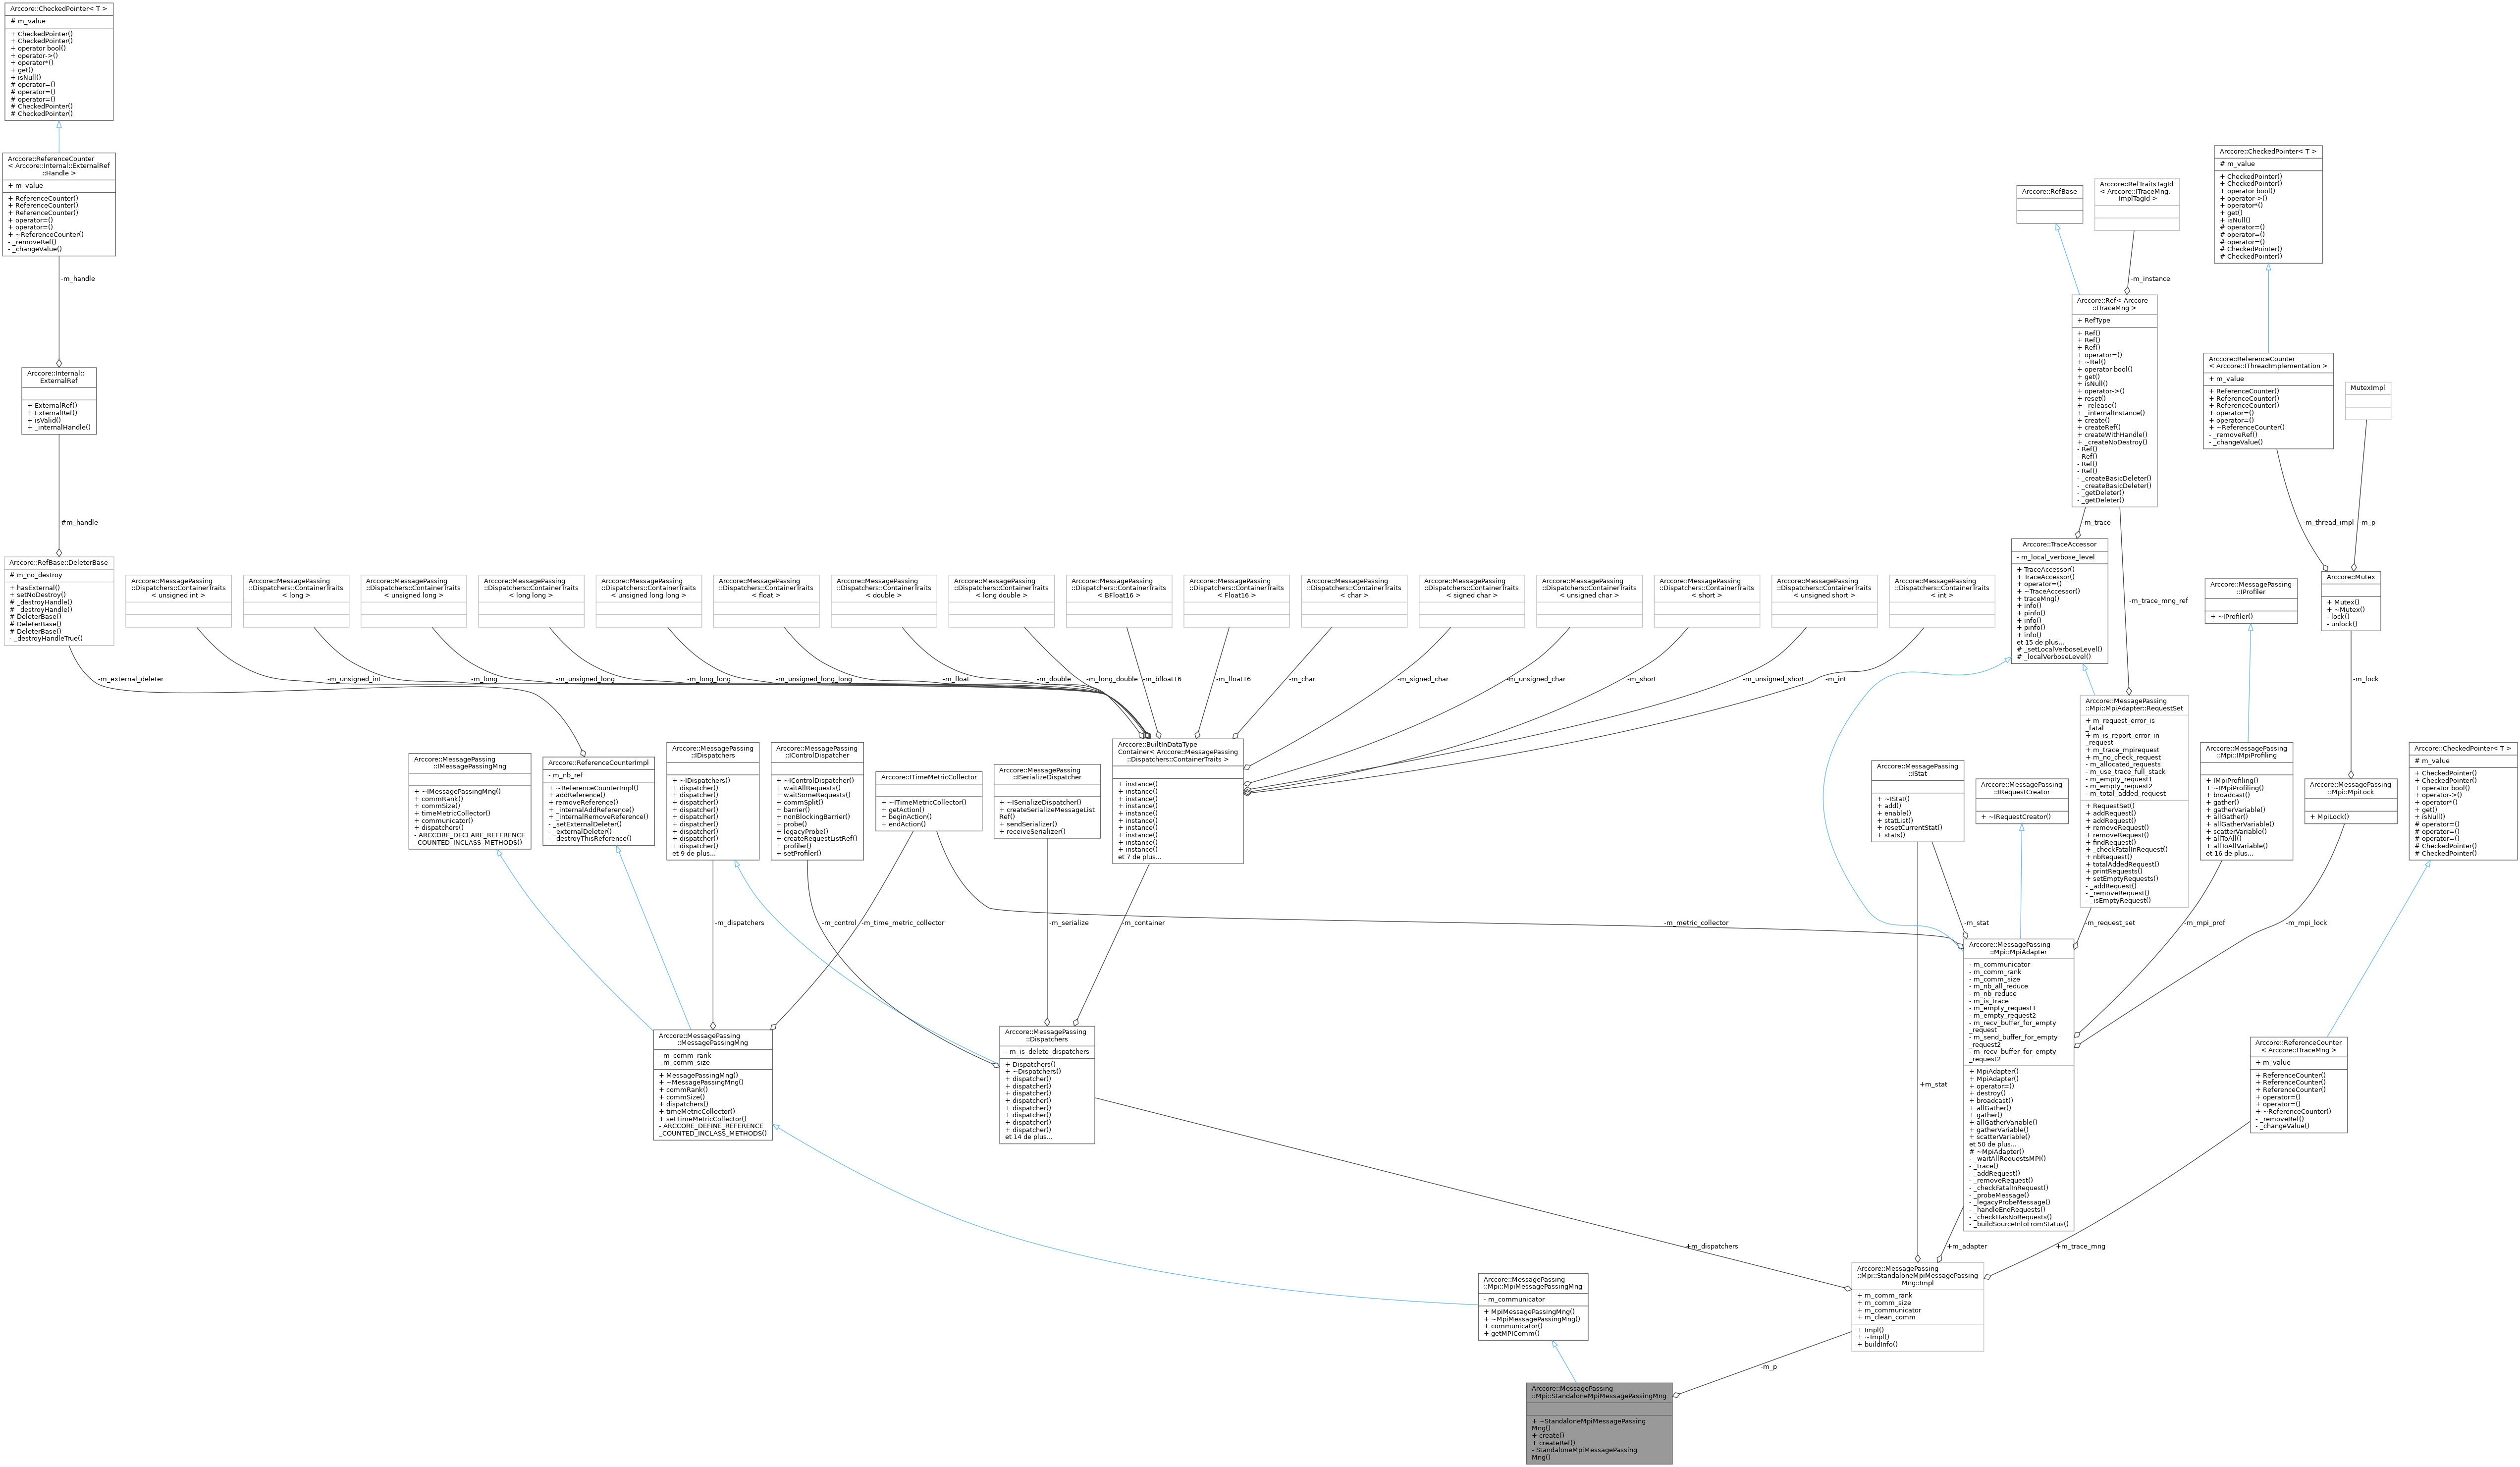 Arccore::CheckedPointer< T >
# m_value
+ CheckedPointer()
+ CheckedPointer()
+ operator bool()
+ operator->()
+ operator*()
+ get()
+ isNull()
# operator=()
# operator=()
# operator=()
# CheckedPointer()
# CheckedPointer()
Arccore::ReferenceCounter
< Arccore::Internal::ExternalRef
::Handle >
+ m_value
+ ReferenceCounter()
+ ReferenceCounter()
+ ReferenceCounter()
+ operator=()
+ operator=()
+ ~ReferenceCounter()
- _removeRef()
- _changeValue()
-m_handle
Arccore::Internal::
ExternalRef
+ ExternalRef()
+ ExternalRef()
+ isValid()
+ _internalHandle()
#m_handle
Arccore::RefBase::DeleterBase
# m_no_destroy
+ hasExternal()
+ setNoDestroy()
# _destroyHandle()
# _destroyHandle()
# DeleterBase()
# DeleterBase()
# DeleterBase()
- _destroyHandleTrue()
-m_external_deleter
Arccore::MessagePassing
::Dispatchers::ContainerTraits
< unsigned int >
-m_unsigned_int
Arccore::MessagePassing
::Dispatchers::ContainerTraits
< long >
-m_long
Arccore::MessagePassing
::Dispatchers::ContainerTraits
< unsigned long >
-m_unsigned_long
Arccore::MessagePassing
::Dispatchers::ContainerTraits
< long long >
-m_long_long
Arccore::MessagePassing
::Dispatchers::ContainerTraits
< unsigned long long >
-m_unsigned_long_long
Arccore::MessagePassing
::Dispatchers::ContainerTraits
< float >
-m_float
Arccore::MessagePassing
::Dispatchers::ContainerTraits
< double >
-m_double
Arccore::MessagePassing
::Dispatchers::ContainerTraits
< long double >
-m_long_double
Arccore::MessagePassing
::Dispatchers::ContainerTraits
< BFloat16 >
-m_bfloat16
Arccore::MessagePassing
::Dispatchers::ContainerTraits
< Float16 >
-m_float16
Arccore::MessagePassing
::Dispatchers::ContainerTraits
< char >
-m_char
Arccore::MessagePassing
::Dispatchers::ContainerTraits
< signed char >
-m_signed_char
Arccore::MessagePassing
::Dispatchers::ContainerTraits
< unsigned char >
-m_unsigned_char
Arccore::MessagePassing
::Dispatchers::ContainerTraits
< short >
-m_short
Arccore::MessagePassing
::Dispatchers::ContainerTraits
< unsigned short >
-m_unsigned_short
Arccore::MessagePassing
::Dispatchers::ContainerTraits
< int >
-m_int
Arccore::RefBase
Arccore::RefTraitsTagId
< Arccore::ITraceMng,
ImplTagId >
-m_instance
Arccore::Ref< Arccore
::ITraceMng >
+ RefType
+ Ref()
+ Ref()
+ Ref()
+ operator=()
+ ~Ref()
+ operator bool()
+ get()
+ isNull()
+ operator->()
+ reset()
+ _release()
+ _internalInstance()
+ create()
+ createRef()
+ createWithHandle()
+ _createNoDestroy()
- Ref()
- Ref()
- Ref()
- Ref()
- _createBasicDeleter()
- _createBasicDeleter()
- _getDeleter()
- _getDeleter()
-m_trace
-m_trace_mng_ref
Arccore::TraceAccessor
- m_local_verbose_level
+ TraceAccessor()
+ TraceAccessor()
+ operator=()
+ ~TraceAccessor()
+ traceMng()
+ info()
+ pinfo()
+ info()
+ pinfo()
+ info()
et 15 de plus...
# _setLocalVerboseLevel()
# _localVerboseLevel()
Arccore::CheckedPointer< T >
# m_value
+ CheckedPointer()
+ CheckedPointer()
+ operator bool()
+ operator->()
+ operator*()
+ get()
+ isNull()
# operator=()
# operator=()
# operator=()
# CheckedPointer()
# CheckedPointer()
Arccore::ReferenceCounter
< Arccore::IThreadImplementation >
+ m_value
+ ReferenceCounter()
+ ReferenceCounter()
+ ReferenceCounter()
+ operator=()
+ operator=()
+ ~ReferenceCounter()
- _removeRef()
- _changeValue()
MutexImpl
-m_thread_impl
-m_p
Arccore::Mutex
+ Mutex()
+ ~Mutex()
- lock()
- unlock()
-m_lock
Arccore::MessagePassing
::IProfiler
+ ~IProfiler()
Arccore::MessagePassing
::Mpi::MpiAdapter::RequestSet
+ m_request_error_is
_fatal
+ m_is_report_error_in
_request
+ m_trace_mpirequest
+ m_no_check_request
- m_allocated_requests
- m_use_trace_full_stack
- m_empty_request1
- m_empty_request2
- m_total_added_request
+ RequestSet()
+ addRequest()
+ addRequest()
+ removeRequest()
+ removeRequest()
+ findRequest()
+ _checkFatalInRequest()
+ nbRequest()
+ totalAddedRequest()
+ printRequests()
+ setEmptyRequests()
- _addRequest()
- _removeRequest()
- _isEmptyRequest()
-m_request_set
Arccore::MessagePassing
::Mpi::IMpiProfiling
+ IMpiProfiling()
+ ~IMpiProfiling()
+ broadcast()
+ gather()
+ gatherVariable()
+ allGather()
+ allGatherVariable()
+ scatterVariable()
+ allToAll()
+ allToAllVariable()
et 16 de plus...
-m_mpi_prof
Arccore::MessagePassing
::Mpi::MpiLock
+ MpiLock()
-m_mpi_lock
Arccore::CheckedPointer< T >
# m_value
+ CheckedPointer()
+ CheckedPointer()
+ operator bool()
+ operator->()
+ operator*()
+ get()
+ isNull()
# operator=()
# operator=()
# operator=()
# CheckedPointer()
# CheckedPointer()
Arccore::MessagePassing
::IMessagePassingMng
+ ~IMessagePassingMng()
+ commRank()
+ commSize()
+ timeMetricCollector()
+ communicator()
+ dispatchers()
- ARCCORE_DECLARE_REFERENCE
_COUNTED_INCLASS_METHODS()
Arccore::ReferenceCounterImpl
- m_nb_ref
+ ~ReferenceCounterImpl()
+ addReference()
+ removeReference()
+ _internalAddReference()
+ _internalRemoveReference()
- _setExternalDeleter()
- _externalDeleter()
- _destroyThisReference()
Arccore::MessagePassing
::IDispatchers
+ ~IDispatchers()
+ dispatcher()
+ dispatcher()
+ dispatcher()
+ dispatcher()
+ dispatcher()
+ dispatcher()
+ dispatcher()
+ dispatcher()
+ dispatcher()
et 9 de plus...
-m_dispatchers
Arccore::MessagePassing
::IControlDispatcher
+ ~IControlDispatcher()
+ waitAllRequests()
+ waitSomeRequests()
+ commSplit()
+ barrier()
+ nonBlockingBarrier()
+ probe()
+ legacyProbe()
+ createRequestListRef()
+ profiler()
+ setProfiler()
-m_control
Arccore::ITimeMetricCollector
+ ~ITimeMetricCollector()
+ getAction()
+ beginAction()
+ endAction()
-m_time_metric_collector
-m_metric_collector
Arccore::MessagePassing
::ISerializeDispatcher
+ ~ISerializeDispatcher()
+ createSerializeMessageList
Ref()
+ sendSerializer()
+ receiveSerializer()
-m_serialize
Arccore::BuiltInDataType
Container< Arccore::MessagePassing
::Dispatchers::ContainerTraits >
+ instance()
+ instance()
+ instance()
+ instance()
+ instance()
+ instance()
+ instance()
+ instance()
+ instance()
+ instance()
et 7 de plus...
-m_container
Arccore::MessagePassing
::IStat
+ ~IStat()
+ add()
+ enable()
+ statList()
+ resetCurrentStat()
+ stats()
-m_stat
+m_stat
Arccore::MessagePassing
::IRequestCreator
+ ~IRequestCreator()
Arccore::MessagePassing
::Mpi::MpiAdapter
- m_communicator
- m_comm_rank
- m_comm_size
- m_nb_all_reduce
- m_nb_reduce
- m_is_trace
- m_empty_request1
- m_empty_request2
- m_recv_buffer_for_empty
_request
- m_send_buffer_for_empty
_request2
- m_recv_buffer_for_empty
_request2
+ MpiAdapter()
+ MpiAdapter()
+ operator=()
+ destroy()
+ broadcast()
+ allGather()
+ gather()
+ allGatherVariable()
+ gatherVariable()
+ scatterVariable()
et 50 de plus...
# ~MpiAdapter()
- _waitAllRequestsMPI()
- _trace()
- _addRequest()
- _removeRequest()
- _checkFatalInRequest()
- _probeMessage()
- _legacyProbeMessage()
- _handleEndRequests()
- _checkHasNoRequests()
- _buildSourceInfoFromStatus()
+m_adapter
Arccore::MessagePassing
::MessagePassingMng
- m_comm_rank
- m_comm_size
+ MessagePassingMng()
+ ~MessagePassingMng()
+ commRank()
+ commSize()
+ dispatchers()
+ timeMetricCollector()
+ setTimeMetricCollector()
- ARCCORE_DEFINE_REFERENCE
_COUNTED_INCLASS_METHODS()
Arccore::MessagePassing
::Dispatchers
- m_is_delete_dispatchers
+ Dispatchers()
+ ~Dispatchers()
+ dispatcher()
+ dispatcher()
+ dispatcher()
+ dispatcher()
+ dispatcher()
+ dispatcher()
+ dispatcher()
+ dispatcher()
et 14 de plus...
+m_dispatchers
Arccore::ReferenceCounter
< Arccore::ITraceMng >
+ m_value
+ ReferenceCounter()
+ ReferenceCounter()
+ ReferenceCounter()
+ operator=()
+ operator=()
+ ~ReferenceCounter()
- _removeRef()
- _changeValue()
+m_trace_mng
Arccore::MessagePassing
::Mpi::MpiMessagePassingMng
- m_communicator
+ MpiMessagePassingMng()
+ ~MpiMessagePassingMng()
+ communicator()
+ getMPIComm()
Arccore::MessagePassing
::Mpi::StandaloneMpiMessagePassing
Mng::Impl
+ m_comm_rank
+ m_comm_size
+ m_communicator
+ m_clean_comm
+ Impl()
+ ~Impl()
+ buildInfo()
-m_p
Arccore::MessagePassing
::Mpi::StandaloneMpiMessagePassingMng
+ ~StandaloneMpiMessagePassing
Mng()
+ create()
+ createRef()
- StandaloneMpiMessagePassing
Mng()